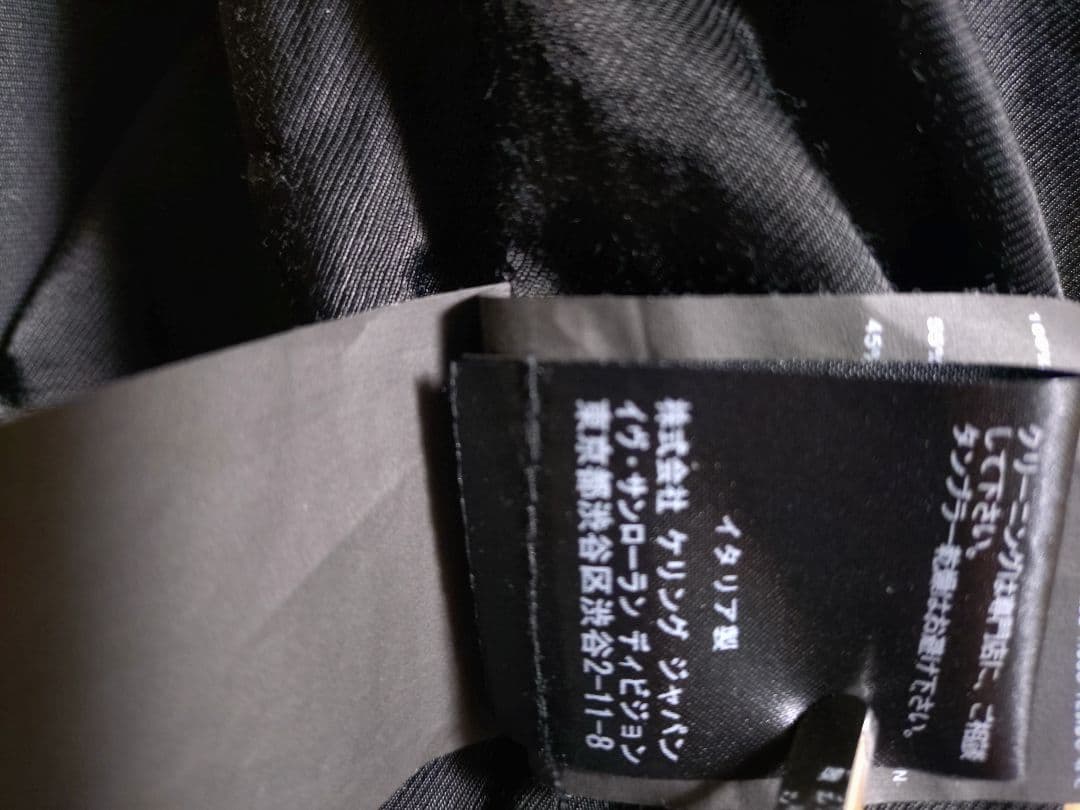 クリーニングは専門店に、ご相談
して下さい。
タンブラー乾燥はお避け下さい。
イタリア製
株式会社 ケリング ジャパン
イヴ・サンローラン ディビジョン
東京都渋谷区渋谷2-11-8